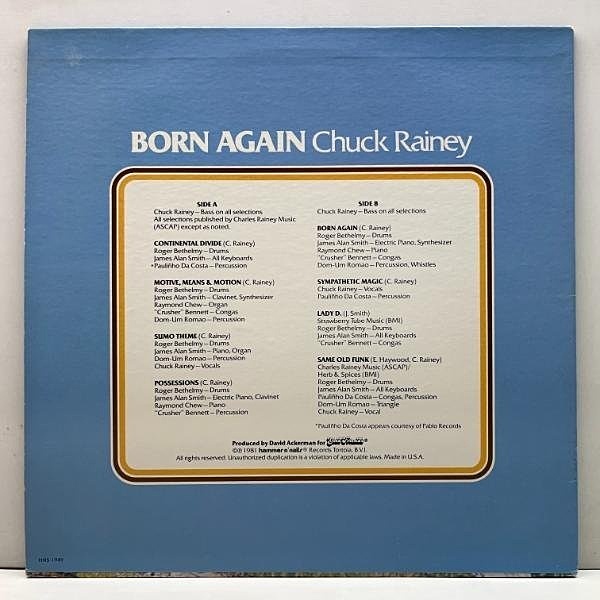 BORN AGAIN Chuck Rainey
SIDE A
Chuck Rainey—Bass on all selections
All selections published by Charles Rainey Music
(ASCAP) except as noted.
CONTINENTAL DIVIDE (C. Rainey)
Roger Bethelmy—Drums
James Alan Smith—All Keyboards
*Pauliñho Da Costa—Percussion
MOTIVE, MEANS & MOTION (C. Rainey)
Roger Bethelmy—Drums
James Alan Smith—Clavinet, Synthesizer
Raymond Chew—Organ
"Crusher" Bennett—Congas
Dom-Um Romao—Percussion
SUMO THEME (C. Rainey)
Roger Bethelmy—Drums
James Alan Smith—Piano, Organ
Dom-Um Romao—Percussion
Chuck Rainey—Vocals
POSSESSIONS (C. Rainey)
Roger Bethelmy—Drums
James Alan Smith—Electric Piano, Clavinet
Raymond Chew—Piano
"Crusher" Bennett—Percussion
SIDE B
Chuck Rainey—Bass on all selections
BORN AGAIN (C. Rainey)
Roger Bethelmy—Drums
James Alan Smith—Electric Piano, Synthesizer
Raymond Chew—Piano
"Crusher" Bennett—Congas
Dom-Um Romao—Percussion, Whistles
SYMPATHETIC MAGIC (C. Rainey)
Chuck Rainey—Vocals
Pauliñho Da Costa—Percussion
LADY D. (J. Smith)
Strawberry Tube Music (BMI)
Roger Bethelmy—Drums
James Alan Smith—All Keyboards
"Crusher" Bennett—Congas
SAME OLD FUNK (E. Haywood, C. Rainey)
Charles Rainey Music (ASCAP)/
Herb & Spices (BMI)
Roger Bethelmy—Drums
James Alan Smith—All Keyboards
Pauliñho Da Costa—Congas, Percussion
Dom-Um Romao—Triangle
Chuck Rainey—Vocal
*Pauliñho Da Costa appears courtesy of Pablo Records
Produced by David Ackerman for
©℗ 1981 hammer n' nails® Records Tortola, B.V.I.
All rights reserved. Unauthorized duplication is a violation of applicable laws. Made in U.S.A.